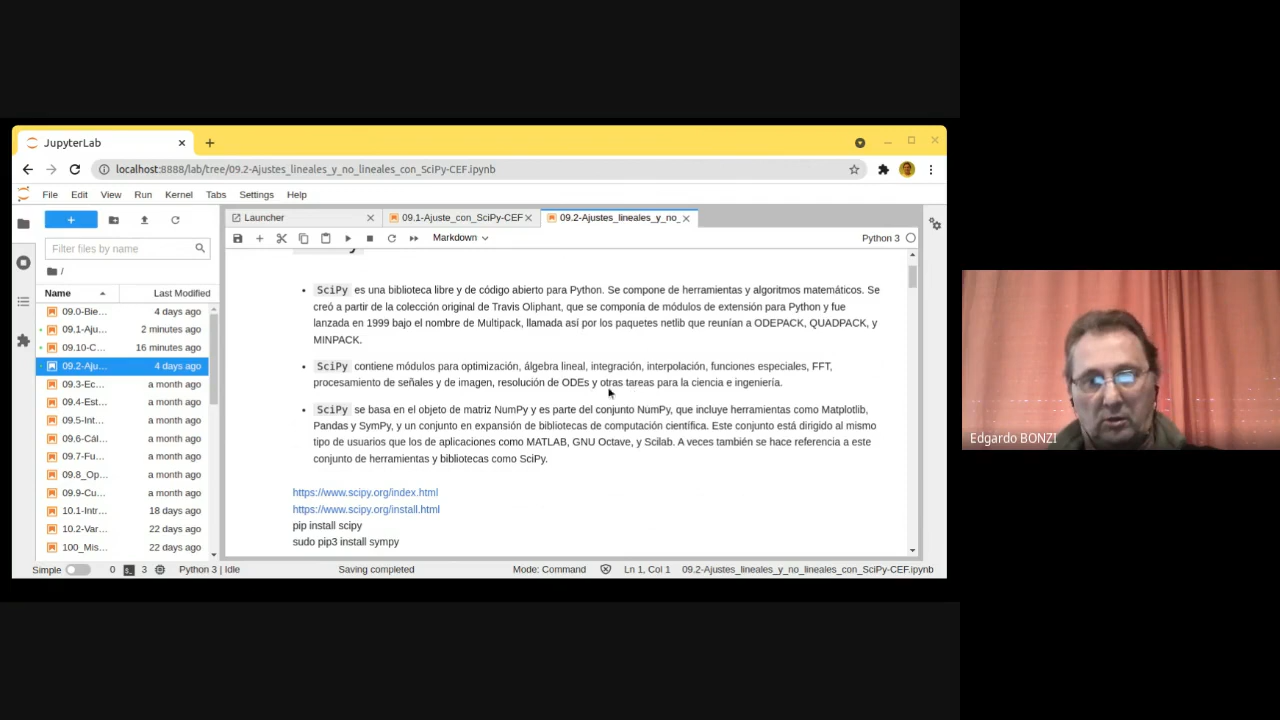 JupyterLab
localhost:8888/lab/tree/09.2-Ajustes_lineales_y_no_lineales_con_SciPy-CEF.ipynb
File Edit View Run Kernel Tabs Settings Help
Launcher 09.1-Ajuste_con_SciPy-CEF 09.2-Ajustes_lineales_y_no_
Markdown Python 3
Filter files by name
/
Name Last Modified
09.0-Bie... 4 days ago
09.1-Aju... 2 minutes ago
09.10-C... 16 minutes ago
09.2-Aju... 4 days ago
09.3-Ec... a month ago
09.4-Est... a month ago
09.5-Int... a month ago
09.6-Cál... a month ago
09.7-Fu... a month ago
09.8_Op... a month ago
09.9-Cu... a month ago
10.1-Intr... 18 days ago
10.2-Var... 22 days ago
100_Mis... 22 days ago
SciPy es una biblioteca libre y de código abierto para Python. Se compone de herramientas y algoritmos matemáticos. Se
creó a partir de la colección original de Travis Oliphant, que se componía de módulos de extensión para Python y fue
lanzada en 1999 bajo el nombre de Multipack, llamada así por los paquetes netlib que reunían a ODEPACK, QUADPACK, y
MINPACK.
SciPy contiene módulos para optimización, álgebra lineal, integración, interpolación, funciones especiales, FFT,
procesamiento de señales y de imagen, resolución de ODEs y otras tareas para la ciencia e ingeniería.
SciPy se basa en el objeto de matriz NumPy y es parte del conjunto NumPy, que incluye herramientas como Matplotlib,
Pandas y SymPy, y un conjunto en expansión de bibliotecas de computación científica. Este conjunto está dirigido al mismo
tipo de usuarios que los de aplicaciones como MATLAB, GNU Octave, y Scilab. A veces también se hace referencia a este
conjunto de herramientas y bibliotecas como SciPy.
https://www.scipy.org/index.html
https://www.scipy.org/install.html
pip install scipy
sudo pip3 install sympy
Simple 0 3 Python 3 | Idle Saving completed Mode: Command Ln 1, Col 1 09.2-Ajustes_lineales_y_no_lineales_con_SciPy-CEF.ipynb
Edgardo BONZI